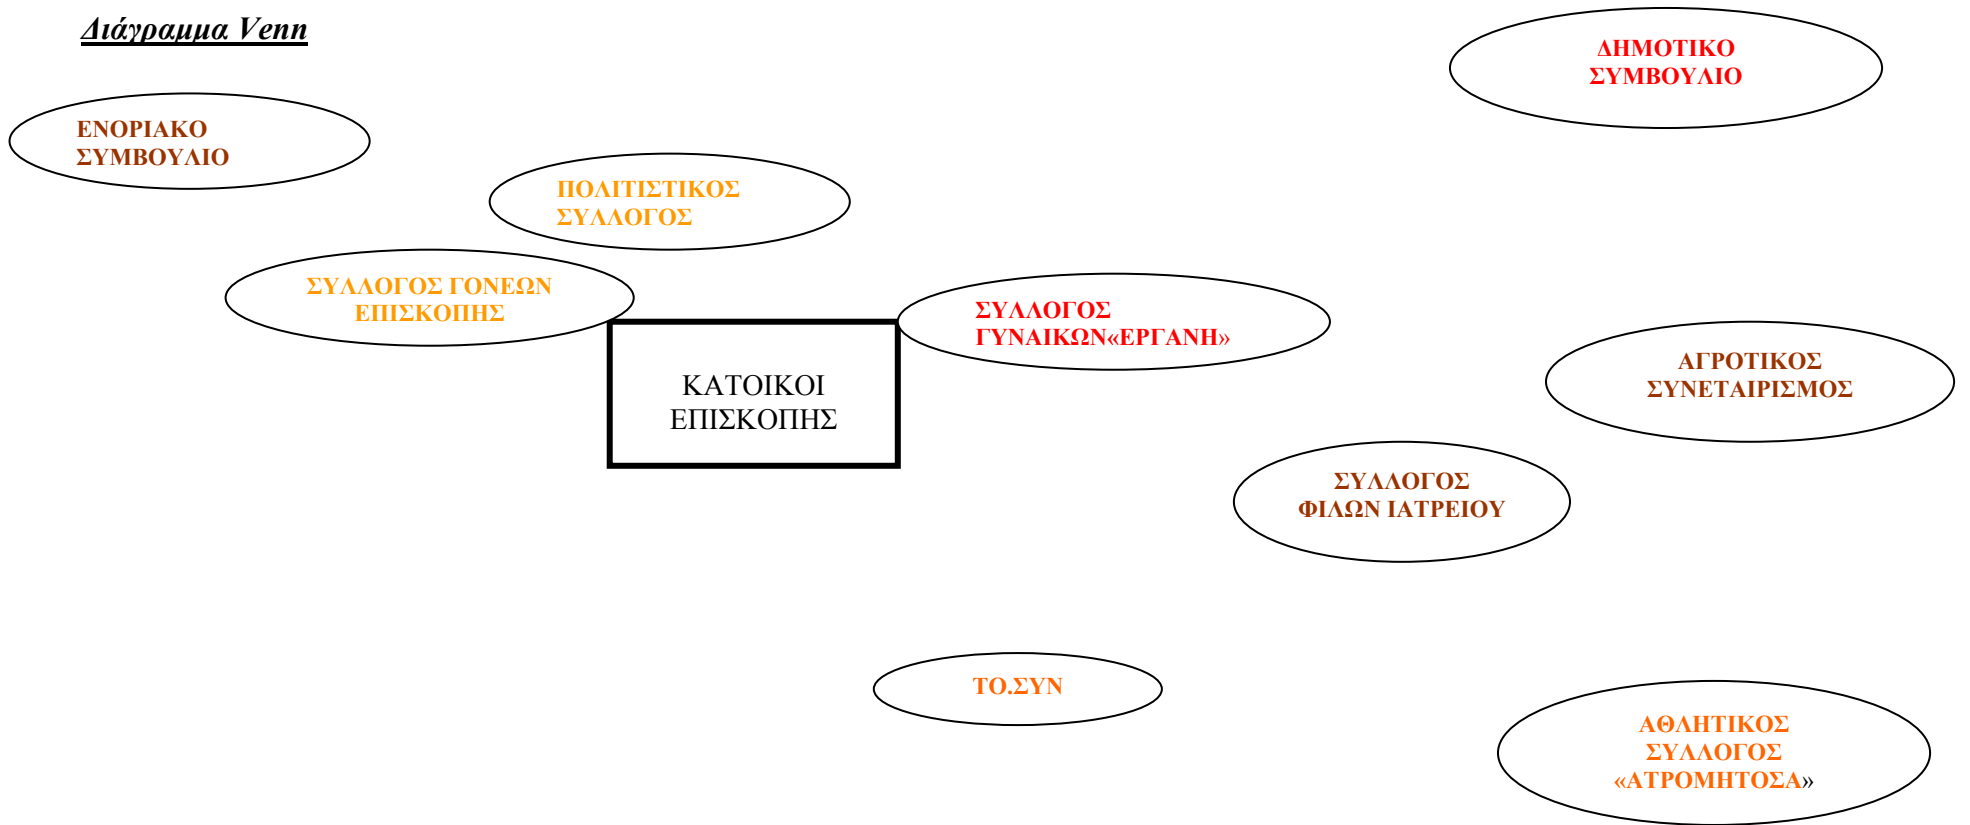 Διάγραμμα Venn
ΔΗΜΟΤΙΚΟ
ΣΥΜΒΟΥΛΙΟ
ΕΝΟΡΙΑΚΟ
ΣΥΜΒΟΥΛΙΟ
ΠΟΛΙΤΙΣΤΙΚΟΣ
ΣΥΛΛΟΓΟΣ
ΣΥΛΛΟΓΟΣ ΓΟΝΕΩΝ
ΕΠΙΣΚΟΠΗΣ
ΣΥΛΛΟΓΟΣ
ΓΥΝΑΙΚΩΝ«ΕΡΓΑΝΗ»
ΚΑΤΟΙΚΟΙ
ΕΠΙΣΚΟΠΗΣ
ΑΓΡΟΤΙΚΟΣ
ΣΥΝΕΤΑΙΡΙΣΜΟΣ
ΣΥΛΛΟΓΟΣ
ΦΙΛΩΝ ΙΑΤΡΕΙΟΥ
ΤΟ.ΣΥΝ
ΑΘΛΗΤΙΚΟΣ
ΣΥΛΛΟΓΟΣ
«ΑΤΡΟΜΗΤΟΣΑ»